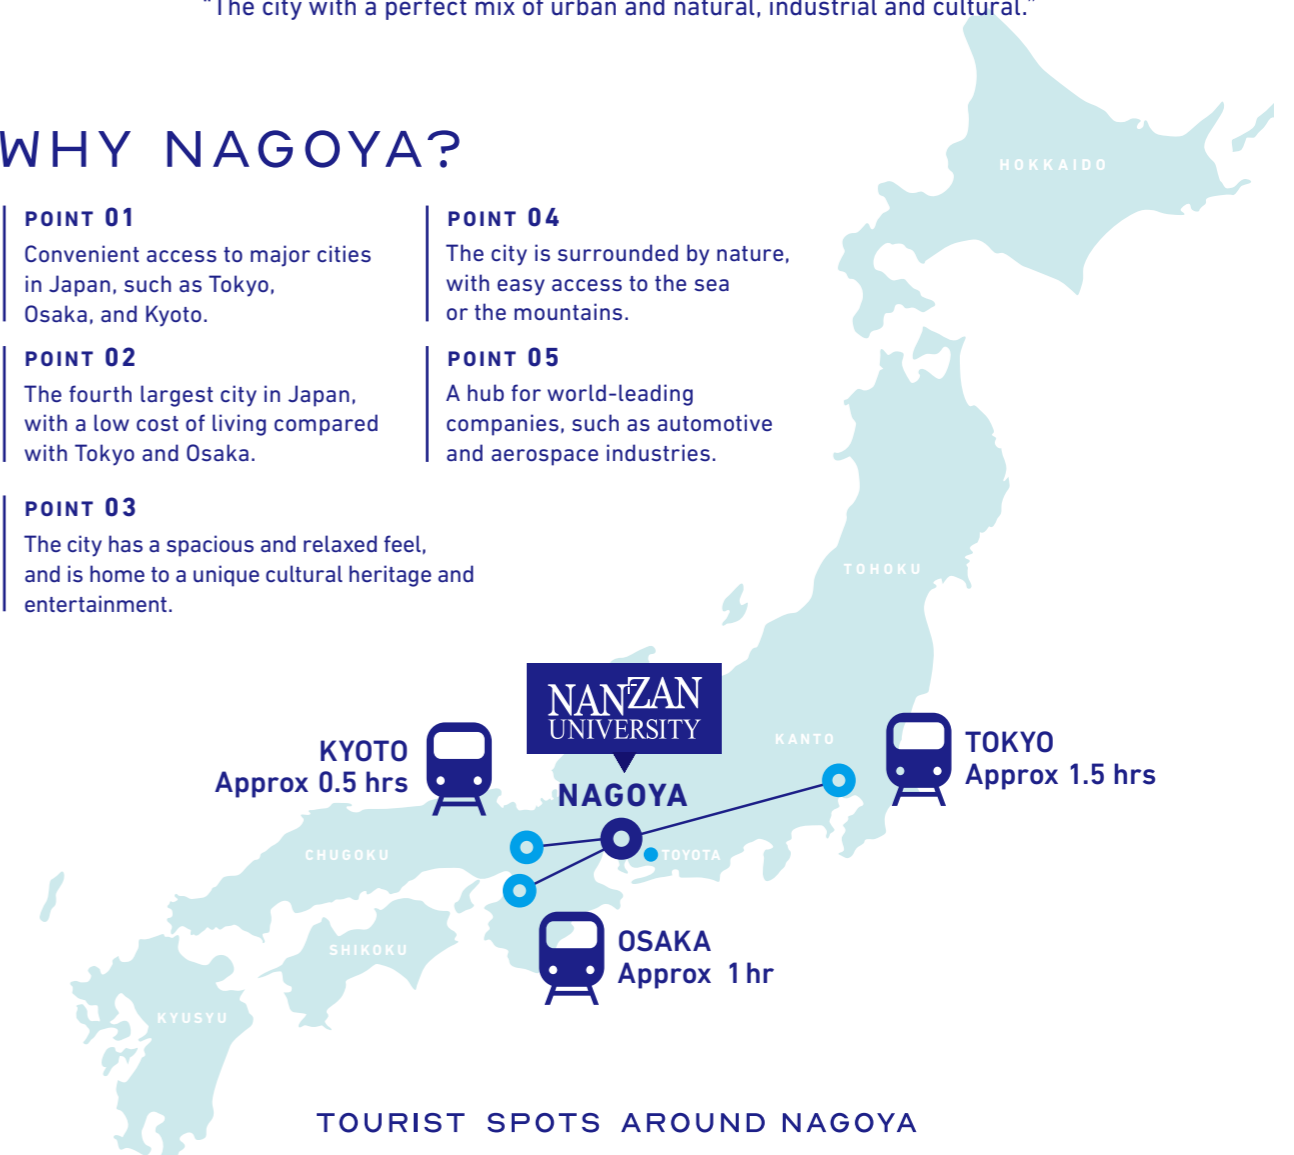 "The city with a perfect mix of urban and natural, industrial and cultural."
WHY NAGOYA?
POINT 01
Convenient access to major cities
in Japan, such as Tokyo,
Osaka, and Kyoto.
POINT 02
The fourth largest city in Japan,
with a low cost of living compared
with Tokyo and Osaka.
POINT 03
The city has a spacious and relaxed feel,
and is home to a unique cultural heritage and
entertainment.
POINT 04
The city is surrounded by nature,
with easy access to the sea
or the mountains.
POINT 05
A hub for world-leading
companies, such as automotive
and aerospace industries.
HOKKAIDO
TOHOKU
NANZAN
UNIVERSITY
KANTO
TOKYO
Approx 1.5 hrs
KYOTO
Approx 0.5 hrs
NAGOYA
TOYOTA
CHUGOKU
OSAKA
Approx 1 hr
SHIKOKU
KYUSYU
TOURIST SPOTS AROUND NAGOYA